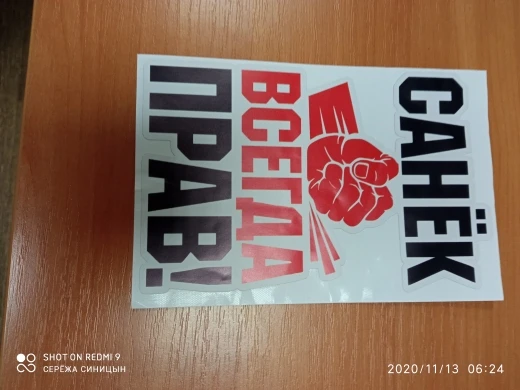 САНЁК
ВСЕГДА
ПРАВ!
SHOT ON REDMI 9
СЕРЁЖА СИНИЦЫН
2020/11/13 06:24